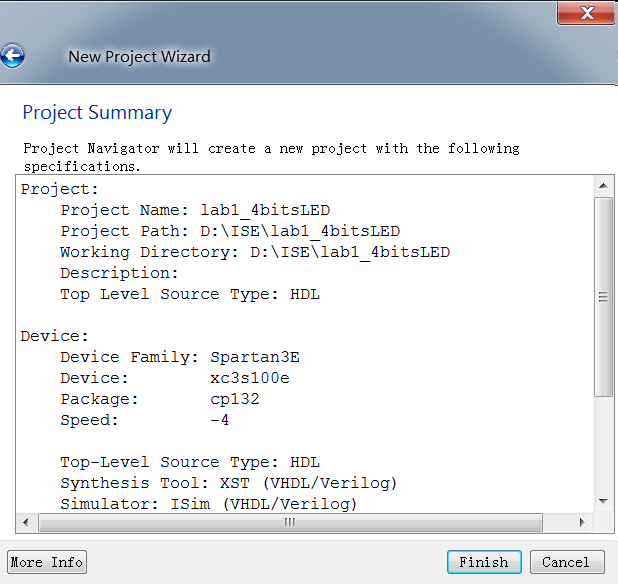 New Project Wizard
Project Summary
Project Navigator will create a new project with the following
specifications.
Project:
Project Name: lab1_4bitsLED
Project Path: D:\ISE\lab1_4bitsLED
Working Directory: D:\ISE\lab1_4bitsLED
Description:
Top Level Source Type: HDL
Device:
Device Family: Spartan3E
Device: xc3s100e
Package: cp132
Speed: -4
Top-Level Source Type: HDL
Synthesis Tool: XST (VHDL/Verilog)
Simulator: ISim (VHDL/Verilog)
More Info
Finish
Cancel